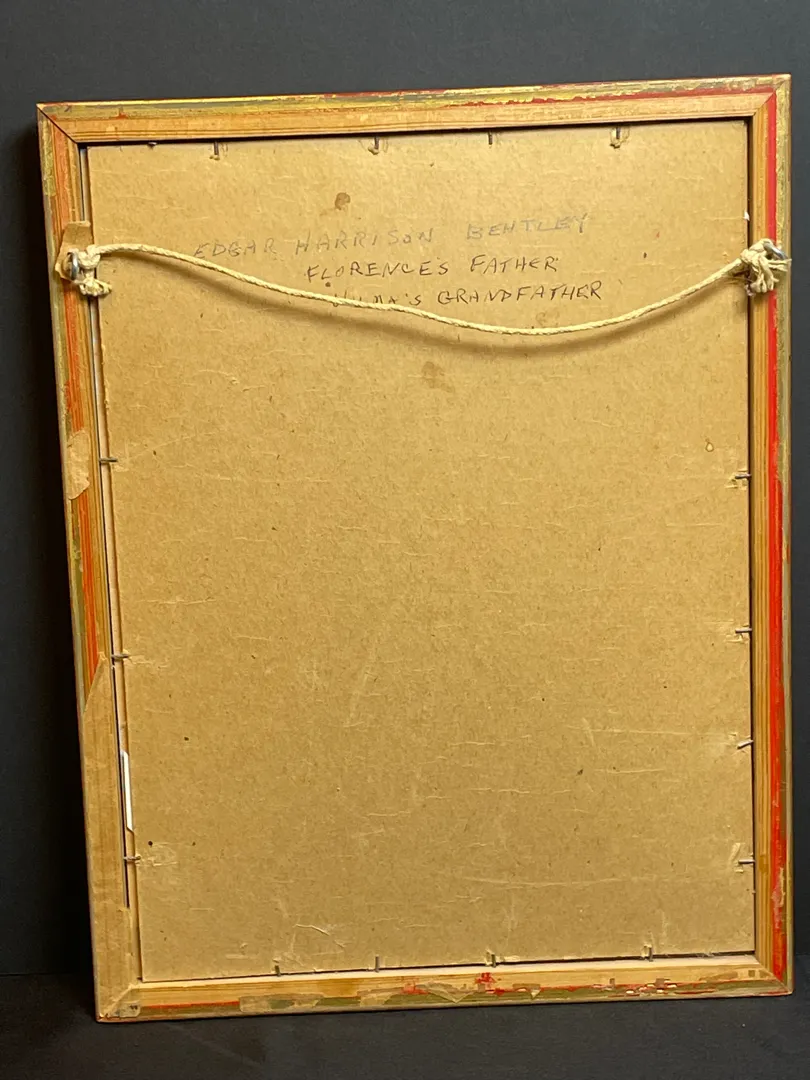 EDGAR HARRISON BENTLEY
FLORENCE'S FATHER
GRANDFATHER